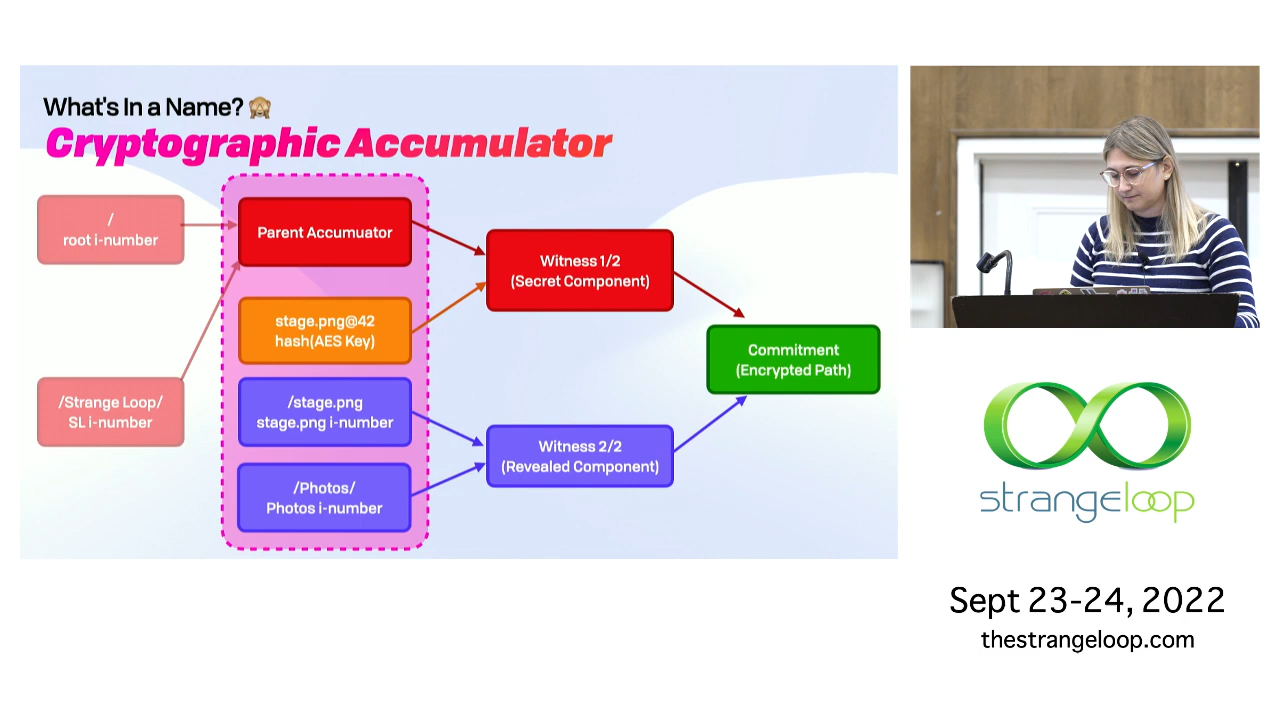 What's In a Name? 🙈
Cryptographic Accumulator
/
root i-number
/Strange Loop/
SL i-number
Parent Accumuator
stage.png@42
hash(AES Key)
/stage.png
stage.png i-number
/Photos/
Photos i-number
Witness 1/2
(Secret Component)
Witness 2/2
(Revealed Component)
Commitment
(Encrypted Path)
strangeloop
Sept 23-24, 2022
thestrangeloop.com